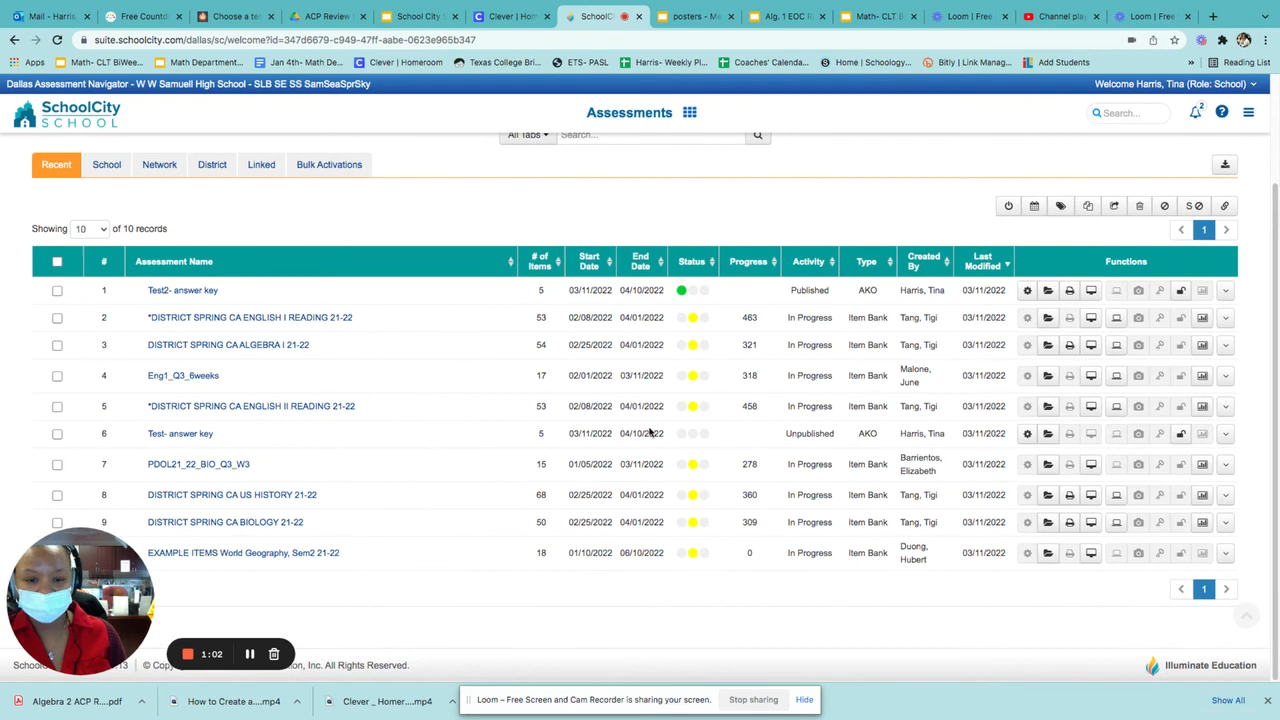 Mail - Harris, Free Countd Choose a te ACP Review School City S Clever | Hom SchoolC posters - Me Alg. 1 EOC R Math- CLT B Loom | Free Channel play Loom | Free
suite.schoolcity.com/dallas/sc/welcome?id=347d6679-c949-47ff-aabe-0623e965b347
Apps Math- CLT BiWee... Math Department... Jan 4th- Math De... Clever | Homeroom Texas College Bri... ETS- PASL Harris- Weekly Pl... Coaches' Calenda... Home | Schoology... Bitly | Link Manag... Add Students » Reading List
Dallas Assessment Navigator - W W Samuell High School - SLB SE SS SamSeaSprSky Welcome Harris, Tina (Role: School)
SchoolCity SCHOOL Assessments Search... 2
All Tabs Search...
Recent School Network District Linked Bulk Activations
Showing 10 of 10 records S
1
# Assessment Name # of Items Start Date End Date Status Progress Activity Type Created By Last Modified Functions
1 Test2- answer key 5 03/11/2022 04/10/2022 Published AKO Harris, Tina 03/11/2022
2 *DISTRICT SPRING CA ENGLISH I READING 21-22 53 02/08/2022 04/01/2022 463 In Progress Item Bank Tang, Tigi 03/11/2022
3 DISTRICT SPRING CA ALGEBRA I 21-22 54 02/25/2022 04/01/2022 321 In Progress Item Bank Tang, Tigi 03/11/2022
4 Eng1_Q3_6weeks 17 02/01/2022 03/11/2022 318 In Progress Item Bank Malone, June 03/11/2022
5 *DISTRICT SPRING CA ENGLISH II READING 21-22 53 02/08/2022 04/01/2022 458 In Progress Item Bank Tang, Tigi 03/11/2022
6 Test- answer key 5 03/11/2022 04/10/2022 Unpublished AKO Harris, Tina 03/11/2022
7 PDOL21_22_BIO_Q3_W3 15 01/05/2022 03/11/2022 278 In Progress Item Bank Barrientos, Elizabeth 03/11/2022
8 DISTRICT SPRING CA US HISTORY 21-22 68 02/25/2022 04/01/2022 360 In Progress Item Bank Tang, Tigi 03/11/2022
9 DISTRICT SPRING CA BIOLOGY 21-22 50 02/25/2022 04/01/2022 309 In Progress Item Bank Tang, Tigi 03/11/2022
EXAMPLE ITEMS World Geography, Sem2 21-22 18 01/10/2022 06/10/2022 0 In Progress Item Bank Duong, Hubert 03/11/2022
1
1:02
School 13 © Cop tion, Inc. All Rights Reserved. Illuminate Education
Algebra 2 ACP R....pdf How to Create a....mp4 Clever _ Homer....mp4 Loom – Free Screen and Cam Recorder is sharing your screen. Stop sharing Hide Show All